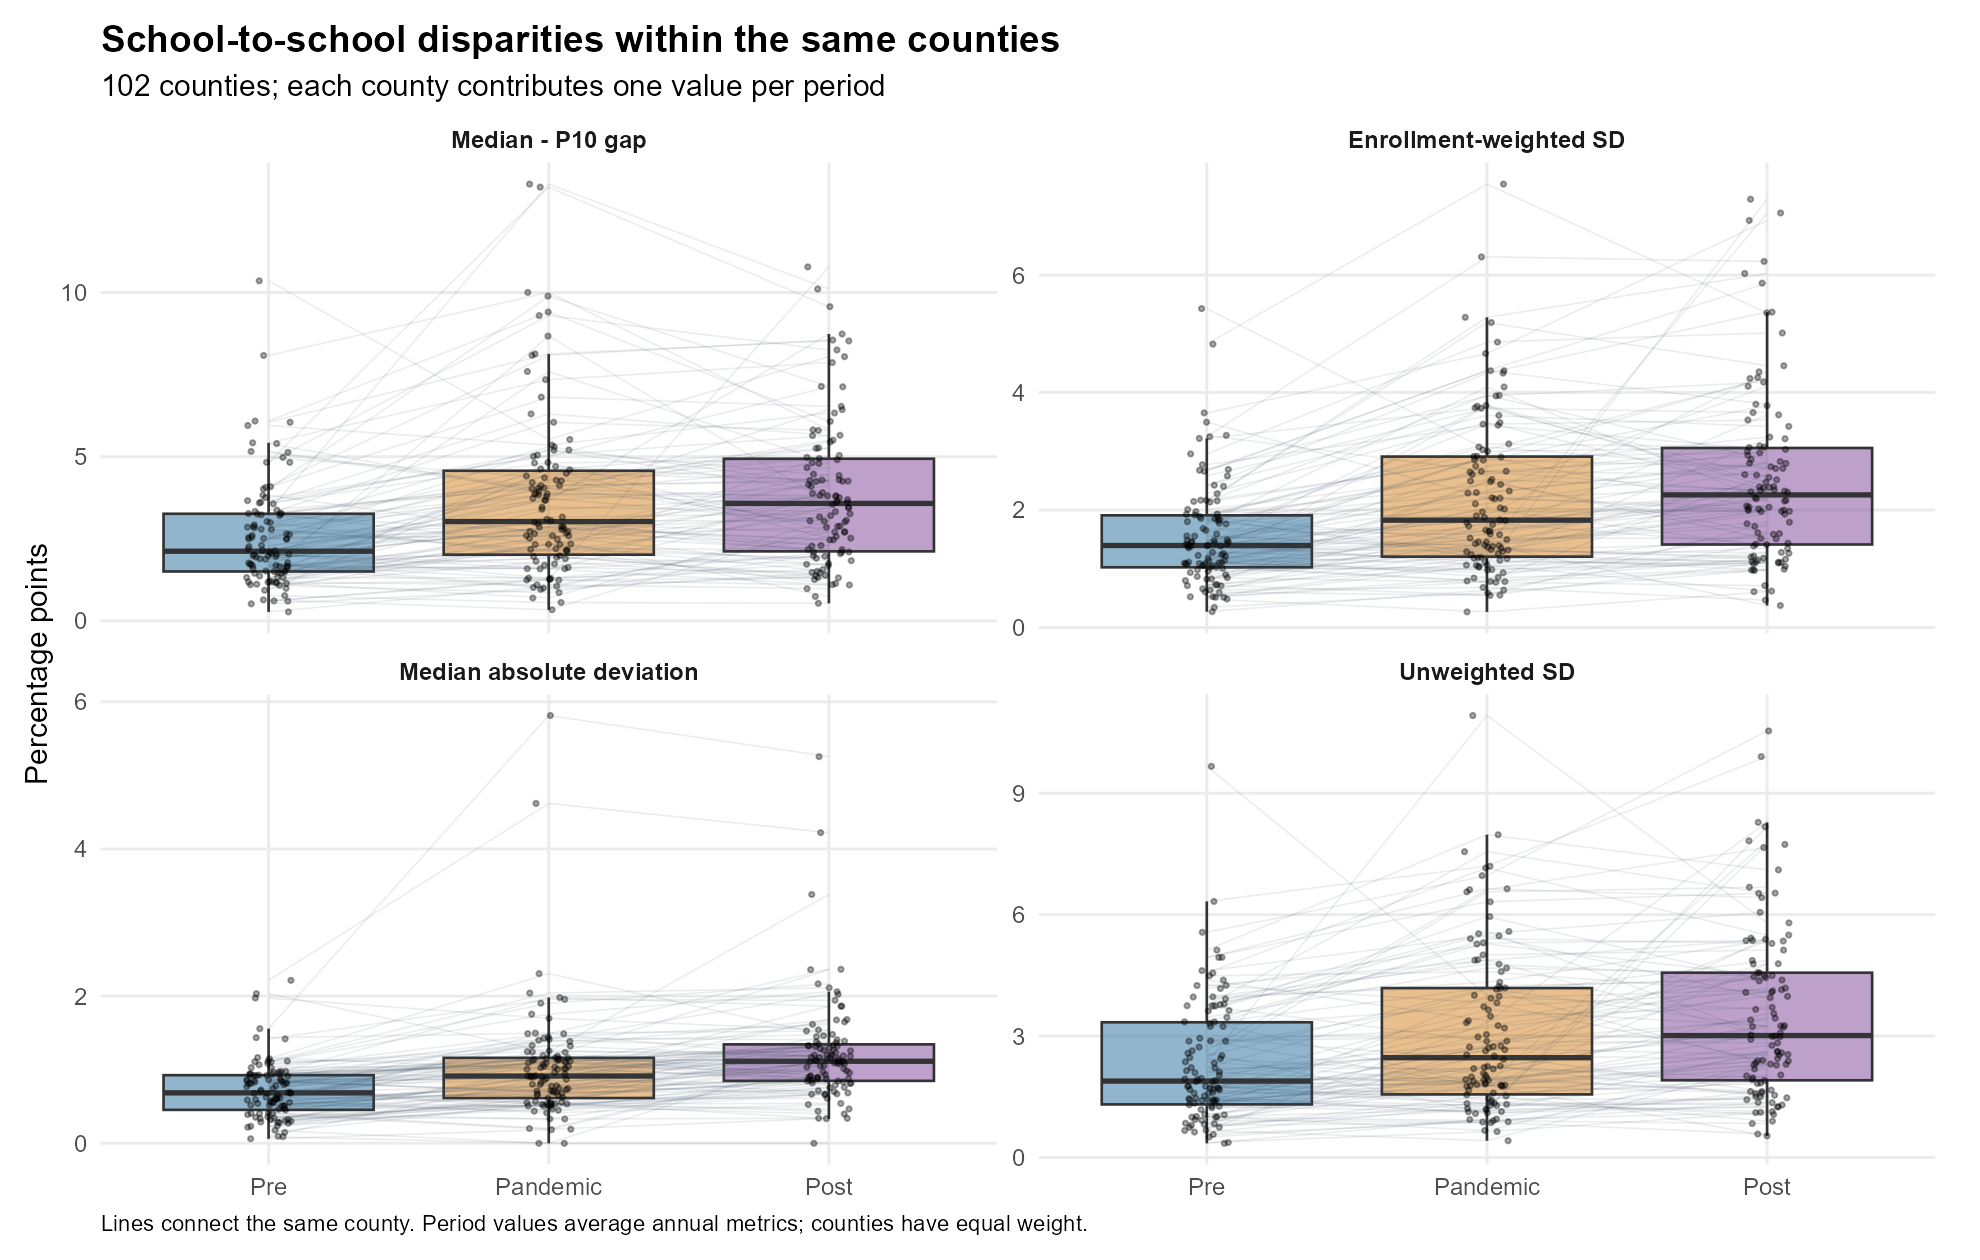 School-to-school disparities within the same counties
102 counties; each county contributes one value per period
Median - P10 gap
Enrollment-weighted SD
10
5
0
6
4
2
0
Percentage points
Median absolute deviation
Unweighted SD
6
4
2
0
9
6
3
0
Pre
Pandemic
Post
Pre
Pandemic
Post
Lines connect the same county. Period values average annual metrics; counties have equal weight.